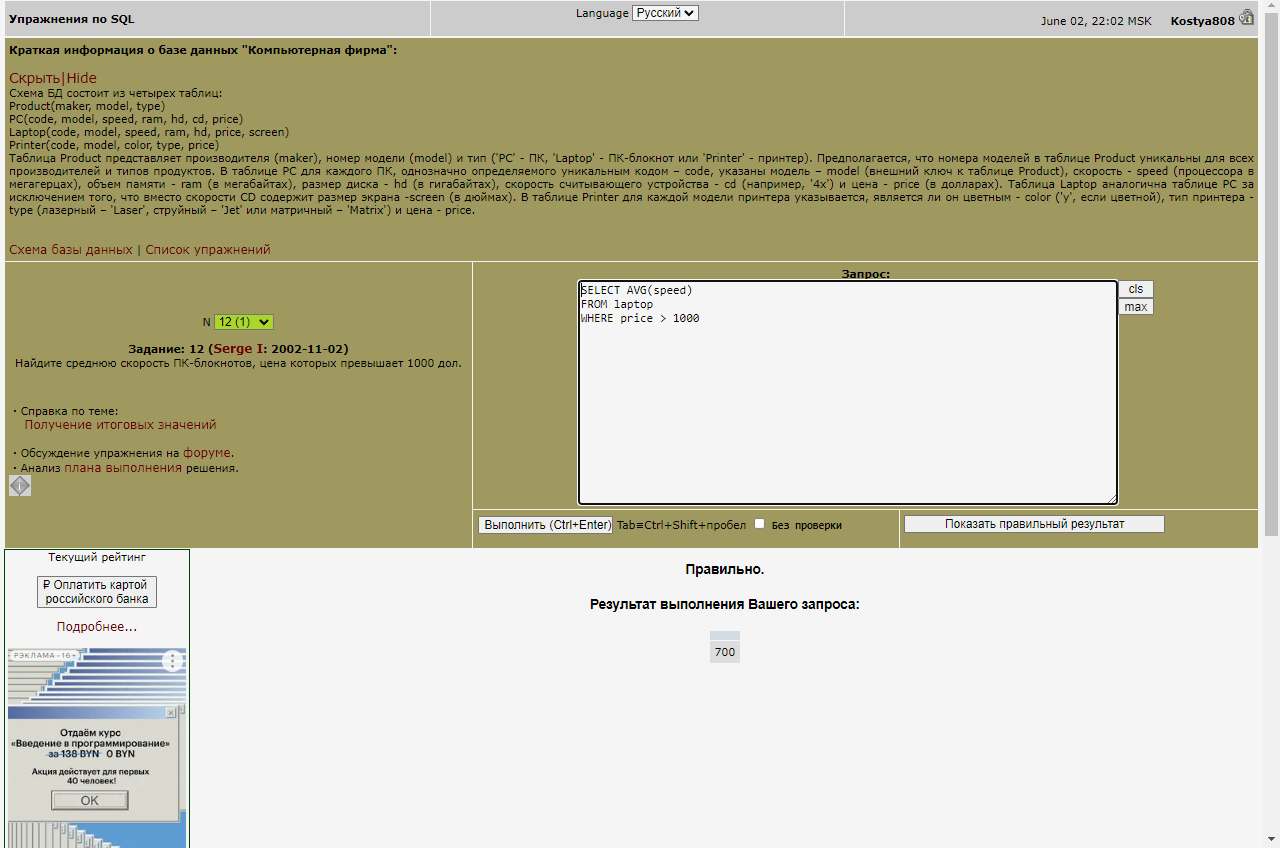 Упражнения по SQL
Language Русский
June 02, 22:02 MSK Kostya808
Краткая информация о базе данных "Компьютерная фирма":
Скрыть|Hide
Схема БД состоит из четырех таблиц:
Product(maker, model, type)
PC(code, model, speed, ram, hd, cd, price)
Laptop(code, model, speed, ram, hd, price, screen)
Printer(code, model, color, type, price)
Таблица Product представляет производителя (maker), номер модели (model) и тип ('PC' - ПК, 'Laptop' - ПК-блокнот или 'Printer' - принтер). Предполагается, что номера моделей в таблице Product уникальны для всех
производителей и типов продуктов. В таблице PC для каждого ПК, однозначно определяемого уникальным кодом – code, указаны модель – model (внешний ключ к таблице Product), скорость - speed (процессора в
мегагерцах), объем памяти - ram (в мегабайтах), размер диска - hd (в гигабайтах), скорость считывающего устройства - cd (например, '4x') и цена - price (в долларах). Таблица Laptop аналогична таблице PC за
исключением того, что вместо скорости CD содержит размер экрана -screen (в дюймах). В таблице Printer для каждой модели принтера указывается, является ли он цветным - color ('y', если цветной), тип принтера -
type (лазерный – 'Laser', струйный – 'Jet' или матричный – 'Matrix') и цена - price.
Схема базы данных | Список упражнений
N 12 (1)
Задание: 12 (Serge I: 2002-11-02)
Найдите среднюю скорость ПК-блокнотов, цена которых превышает 1000 дол.
· Справка по теме:
Получение итоговых значений
· Обсуждение упражнения на форуме.
· Анализ плана выполнения решения.
Запрос:
SELECT AVG(speed)
FROM laptop
WHERE price > 1000
cls
max
Выполнить (Ctrl+Enter) Tab≡Ctrl+Shift+пробел Без проверки
Показать правильный результат
Текущий рейтинг
₽ Оплатить картой
российского банка
Подробнее...
РЭКЛАМА • 16+
Отдаём курс
«Введение в программирование»
за 138 BYN 0 BYN
Акция действует для первых
40 человек!
OK
Правильно.
Результат выполнения Вашего запроса:
700